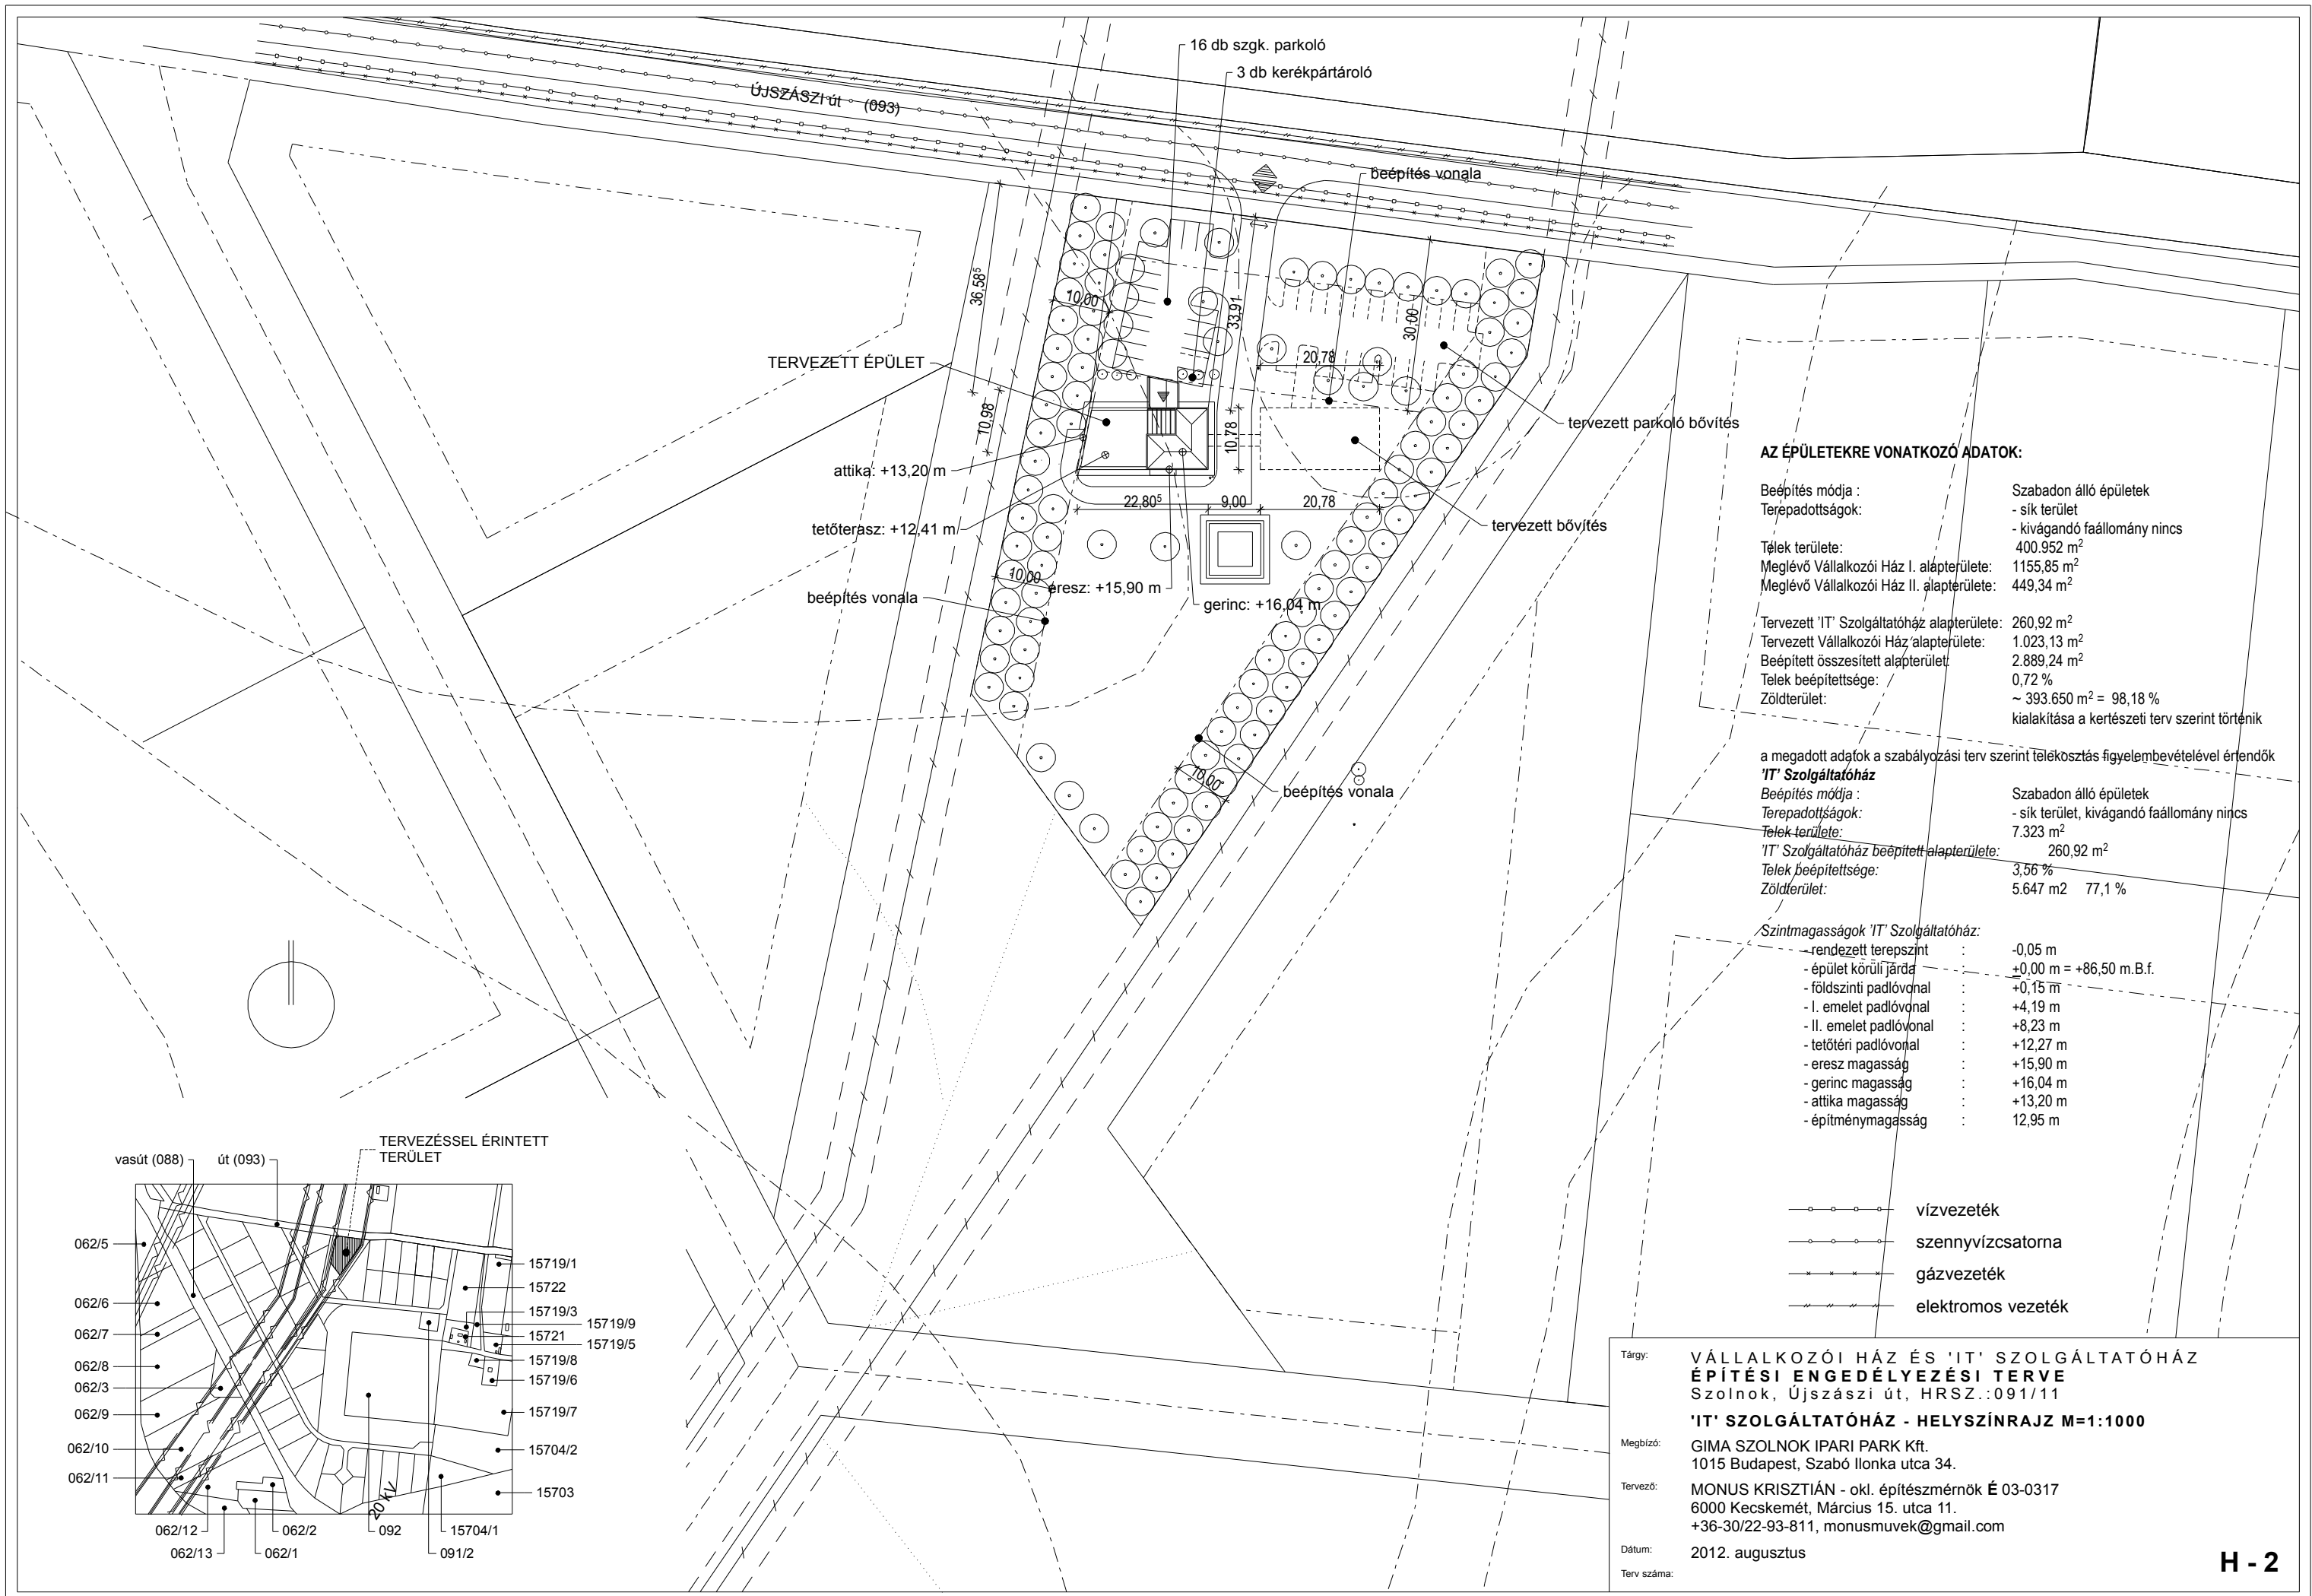 16 db szgk. parkoló
3 db kerékpártároló
ÚJSZÁSZI út (093)
beépítés vonala
36,58⁵
10,00
33,91
30,00
20,78
TERVEZETT ÉPÜLET
10,98
10,78
tervezett parkoló bővítés
attika: +13,20 m
22,80⁵ 9,00 20,78
tetőterasz: +12,41 m
tervezett bővítés
10,00
eresz: +15,90 m
beépítés vonala
gerinc: +16,04 m
10,00
beépítés vonala
AZ ÉPÜLETEKRE VONATKOZÓ ADATOK:
Beépítés módja : Szabadon álló épületek
Terepadottságok: - sík terület
- kivágandó faállomány nincs
Telek területe: 400.952 m²
Meglévő Vállalkozói Ház I. alapterülete: 1155,85 m²
Meglévő Vállalkozói Ház II. alapterülete: 449,34 m²
Tervezett 'IT' Szolgáltatóház alapterülete: 260,92 m²
Tervezett Vállalkozói Ház alapterülete: 1.023,13 m²
Beépített összesített alapterület: 2.889,24 m²
Telek beépítettsége: 0,72 %
Zöldterület: ~ 393.650 m² = 98,18 %
kialakítása a kertészeti terv szerint történik
a megadott adatok a szabályozási terv szerint telekosztás figyelembevételével értendők
'IT' Szolgáltatóház
Beépítés módja : Szabadon álló épületek
Terepadottságok: - sík terület, kivágandó faállomány nincs
Telek területe: 7.323 m²
'IT' Szolgáltatóház beépített alapterülete: 260,92 m²
Telek beépítettsége: 3,56 %
Zöldterület: 5.647 m2 77,1 %
Szintmagasságok 'IT' Szolgáltatóház:
- rendezett terepszint : -0,05 m
- épület körüli járda : ±0,00 m = +86,50 m.B.f.
- földszinti padlóvonal : +0,15 m
- I. emelet padlóvonal : +4,19 m
- II. emelet padlóvonal : +8,23 m
- tetőtéri padlóvonal : +12,27 m
- eresz magasság : +15,90 m
- gerinc magasság : +16,04 m
- attika magasság : +13,20 m
- építménymagasság : 12,95 m
TERVEZÉSSEL ÉRINTETT
TERÜLET
vasút (088) út (093)
062/5
062/6
062/7
062/8
062/3
062/9
062/10
062/11
062/12
062/13
062/1
062/2
20 kV
092
091/2
15704/1
15719/1
15722
15719/3
15719/9
15721
15719/5
15719/8
15719/6
15719/7
15704/2
15703
vízvezeték
szennyvízcsatorna
gázvezeték
elektromos vezeték
Tárgy: VÁLLALKOZÓI HÁZ ÉS 'IT' SZOLGÁLTATÓHÁZ
ÉPÍTÉSI ENGEDÉLYEZÉSI TERVE
Szolnok, Újszászi út, HRSZ.:091/11
'IT' SZOLGÁLTATÓHÁZ - HELYSZÍNRAJZ M=1:1000
Megbízó: GIMA SZOLNOK IPARI PARK Kft.
1015 Budapest, Szabó Ilonka utca 34.
Tervező: MONUS KRISZTIÁN - okl. építészmérnök É 03-0317
6000 Kecskemét, Március 15. utca 11.
+36-30/22-93-811, monusmuvek@gmail.com
Dátum: 2012. augusztus
Terv száma:
H - 2